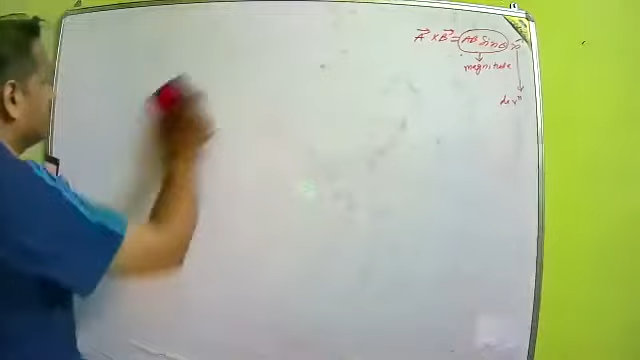 A⃗ × B⃗ = AB sinθ n̂
magnitude
dirⁿ